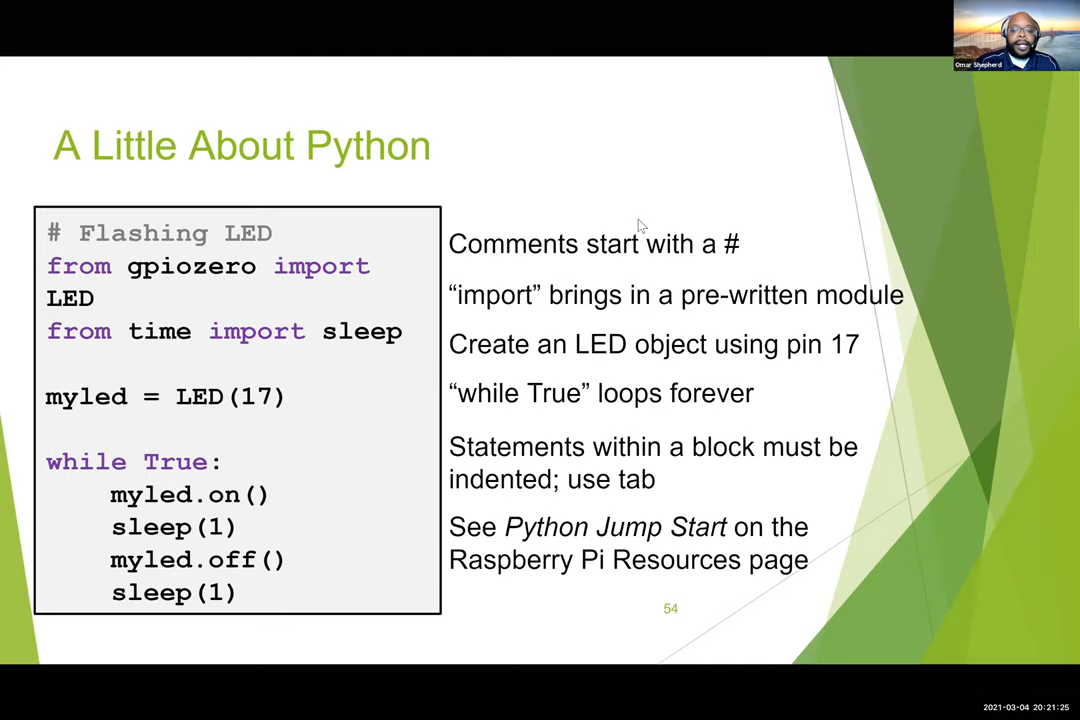 Omar Shepherd
A Little About Python
# Flashing LED
from gpiozero import
LED
from time import sleep
myled = LED(17)
while True:
    myled.on()
    sleep(1)
    myled.off()
    sleep(1)
Comments start with a #
“import” brings in a pre-written module
Create an LED object using pin 17
“while True” loops forever
Statements within a block must be
indented; use tab
See Python Jump Start on the
Raspberry Pi Resources page
54
2021-03-04 20:21:25